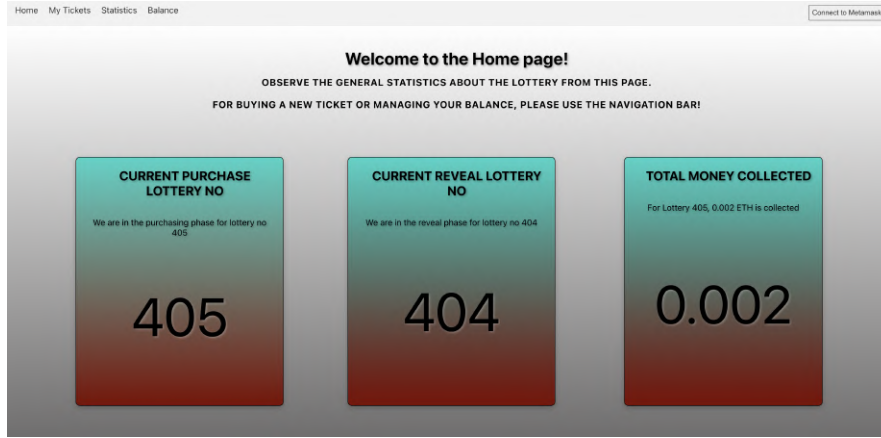 Home My Tickets Statistics Balance
Connect to Metamask
Welcome to the Home page!
OBSERVE THE GENERAL STATISTICS ABOUT THE LOTTERY FROM THIS PAGE.
FOR BUYING A NEW TICKET OR MANAGING YOUR BALANCE, PLEASE USE THE NAVIGATION BAR!
CURRENT PURCHASE
LOTTERY NO
We are in the purchasing phase for lottery no
405
405
CURRENT REVEAL LOTTERY
NO
We are in the reveal phase for lottery no 404
404
TOTAL MONEY COLLECTED
For Lottery 405, 0.002 ETH is collected
0.002